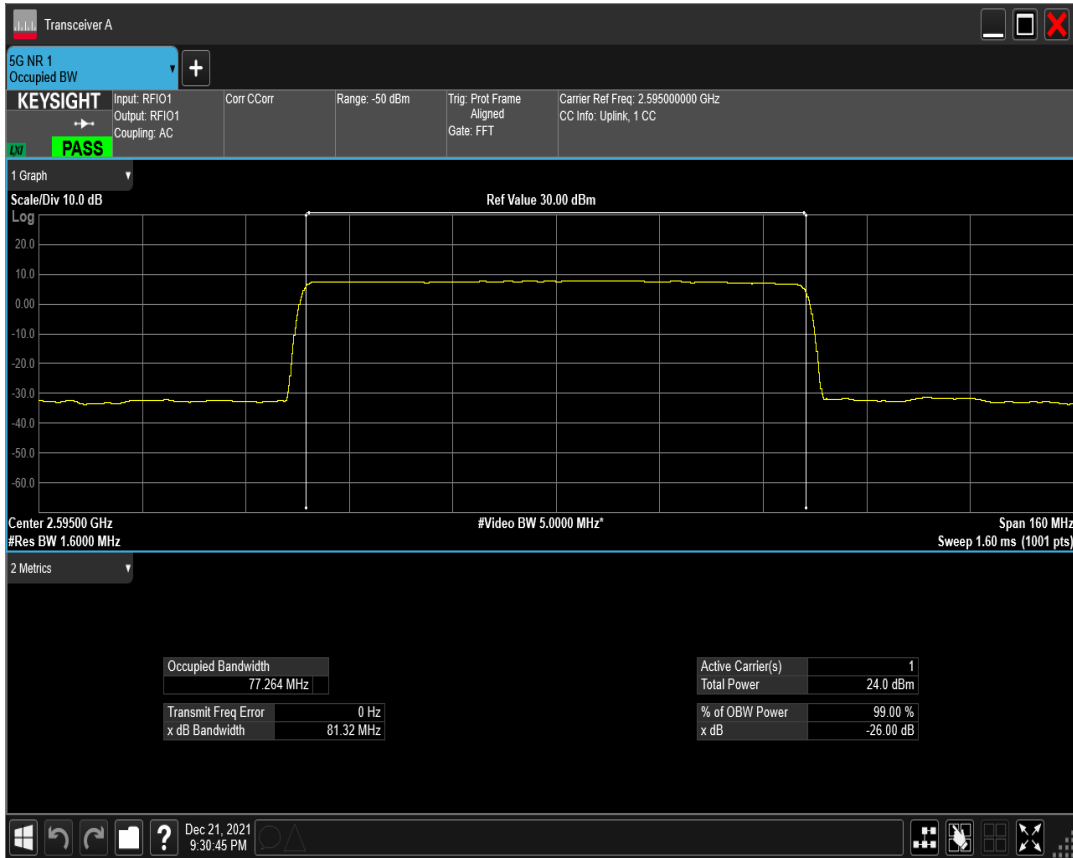 Transceiver A
5G NR 1
Occupied BW
KEYSIGHT
LXI
PASS
Input: RFIO1
Output: RFIO1
Coupling: AC
Corr CCorr
Range: -50 dBm
Trig: Prot Frame
Aligned
Gate: FFT
Carrier Ref Freq: 2.595000000 GHz
CC Info: Uplink, 1 CC
1 Graph
Scale/Div 10.0 dB
Ref Value 30.00 dBm
Log
20.0
10.0
0.00
-10.0
-20.0
-30.0
-40.0
-50.0
-60.0
Center 2.59500 GHz
#Video BW 5.0000 MHz*
Span 160 MHz
#Res BW 1.6000 MHz
Sweep 1.60 ms (1001 pts)
2 Metrics
Occupied Bandwidth
77.264 MHz
Transmit Freq Error 0 Hz
x dB Bandwidth 81.32 MHz
Active Carrier(s) 1
Total Power 24.0 dBm
% of OBW Power 99.00 %
x dB -26.00 dB
?
Dec 21, 2021
9:30:45 PM